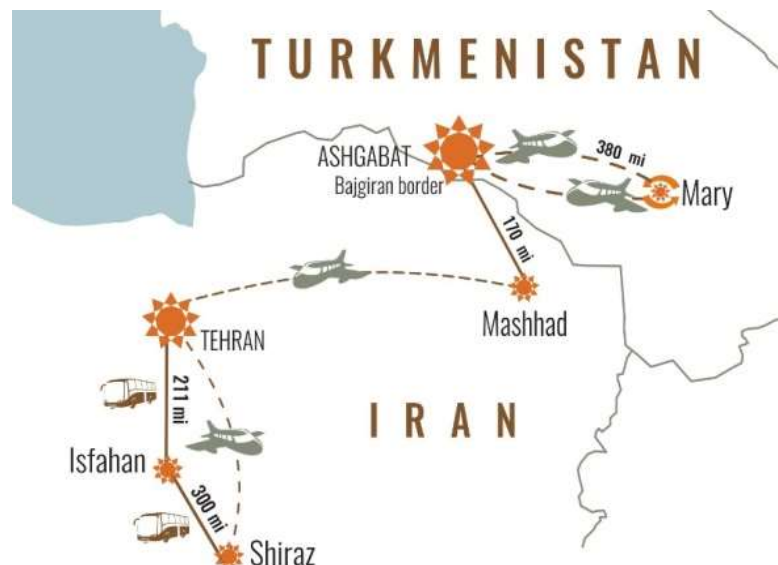 TURKMENISTAN
ASHGABAT
Bajgiran border
380 mi
Mary
170 mi
Mashhad
TEHRAN
211 mi
IRAN
Isfahan
300 mi
Shiraz